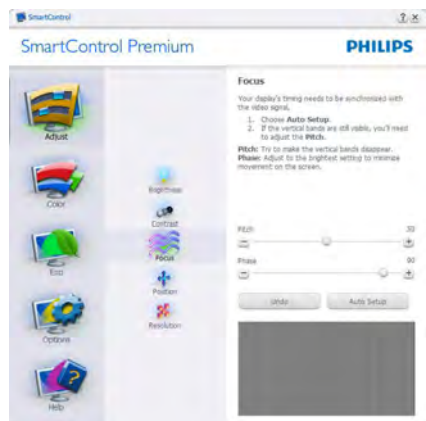 SmartControl
? x
SmartControl Premium
PHILIPS
Focus
Your display's timing needs to be synchronized with
the video signal.
1. Choose Auto Setup.
2. If the vertical bands are still visible, you'll need
to adjust the Pitch.
Pitch: Try to make the vertical bands disappear.
Phase: Adjust to the brightest setting to minimize
movement on the screen.
Adjust
Color
Eco
Options
Help
Brightness
Contrast
Focus
Position
Resolution
Pitch
Phase 90
Undo Auto Setup